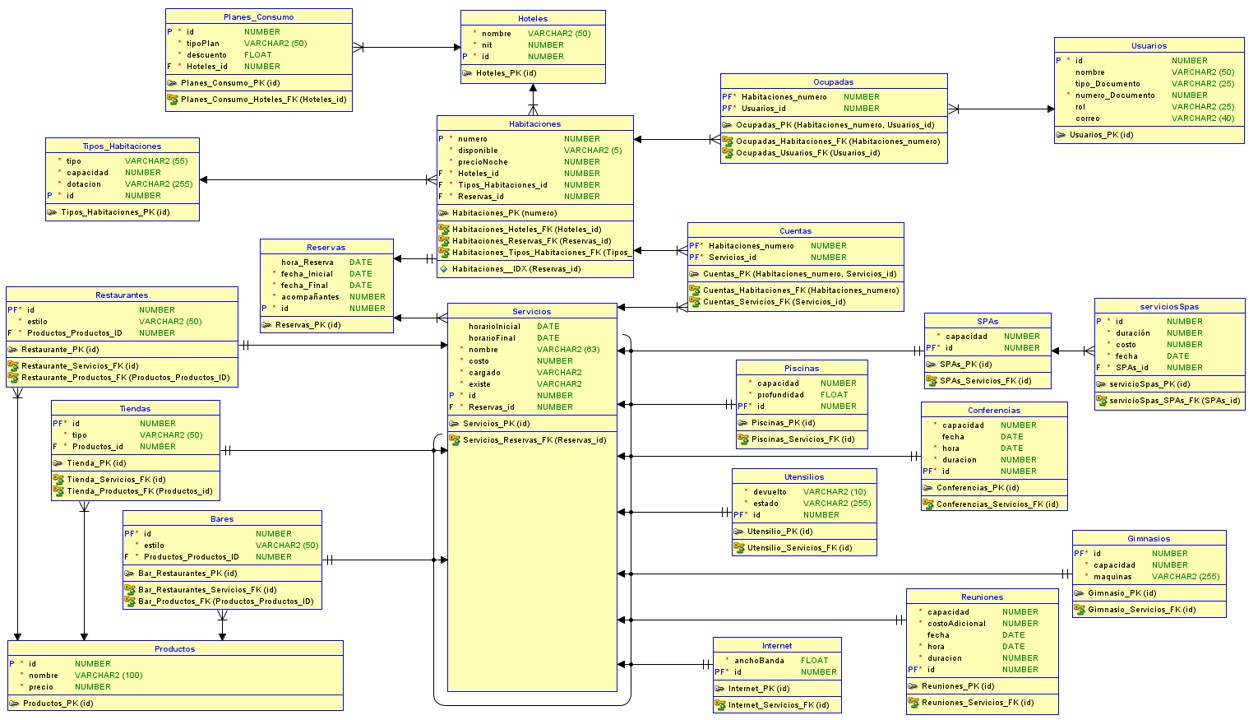 Planes_Consumo
P * id NUMBER
* tipoPlan VARCHAR2 (50)
* descuento FLOAT
F * Hoteles_id NUMBER
Planes_Consumo_PK (id)
Planes_Consumo_Hoteles_FK (Hoteles_id)
Hoteles
* nombre VARCHAR2 (50)
* nit NUMBER
P * id NUMBER
Hoteles_PK (id)
Usuarios
P * id NUMBER
nombre VARCHAR2 (50)
tipo_Documento VARCHAR2 (25)
* numero_Documento NUMBER
rol VARCHAR2 (25)
correo VARCHAR2 (40)
Usuarios_PK (id)
Ocupadas
PF* Habitaciones_numero NUMBER
PF* Usuarios_id NUMBER
Ocupadas_PK (Habitaciones_numero, Usuarios_id)
Ocupadas_Habitaciones_FK (Habitaciones_numero)
Ocupadas_Usuarios_FK (Usuarios_id)
Habitaciones
P * numero NUMBER
* disponible VARCHAR2 (5)
* precioNoche NUMBER
F * Hoteles_id NUMBER
F * Tipos_Habitaciones_id NUMBER
F * Reservas_id NUMBER
Habitaciones_PK (numero)
Habitaciones_Hoteles_FK (Hoteles_id)
Habitaciones_Reservas_FK (Reservas_id)
Habitaciones_Tipos_Habitaciones_FK (Tipos_
Habitaciones__IDX (Reservas_id)
Tipos_Habitaciones
* tipo VARCHAR2 (55)
* capacidad NUMBER
* dotacion VARCHAR2 (255)
P * id NUMBER
Tipos_Habitaciones_PK (id)
Cuentas
PF* Habitaciones_numero NUMBER
PF* Servicios_id NUMBER
Cuentas_PK (Habitaciones_numero, Servicios_id)
Cuentas_Habitaciones_FK (Habitaciones_numero)
Cuentas_Servicios_FK (Servicios_id)
Reservas
hora_Reserva DATE
* fecha_Inicial DATE
* fecha_Final DATE
* acompañantes NUMBER
P * id NUMBER
Reservas_PK (id)
Restaurantes
PF* id NUMBER
* estilo VARCHAR2 (50)
F * Productos_Productos_ID NUMBER
Restaurante_PK (id)
Restaurante_Servicios_FK (id)
Restaurante_Productos_FK (Productos_Productos_ID)
Servicios
horarioInicial DATE
horarioFinal DATE
* nombre VARCHAR2 (63)
* costo NUMBER
* cargado VARCHAR2
* existe VARCHAR2
P * id NUMBER
F * Reservas_id NUMBER
Servicios_PK (id)
Servicios_Reservas_FK (Reservas_id)
SPAs
* capacidad NUMBER
PF* id NUMBER
SPAs_PK (id)
SPAs_Servicios_FK (id)
serviciosSpas
P * id NUMBER
* duración NUMBER
* costo NUMBER
* fecha DATE
F * SPAs_id NUMBER
servicioSpas_PK (id)
servicioSpas_SPAs_FK (SPAs_id)
Piscinas
* capacidad NUMBER
* profundidad FLOAT
PF* id NUMBER
Piscinas_PK (id)
Piscinas_Servicios_FK (id)
Tiendas
PF* id NUMBER
* tipo VARCHAR2 (50)
F * Productos_id NUMBER
Tienda_PK (id)
Tienda_Servicios_FK (id)
Tienda_Productos_FK (Productos_id)
Conferencias
* capacidad NUMBER
fecha DATE
* hora DATE
* duracion NUMBER
PF* id NUMBER
Conferencias_PK (id)
Conferencias_Servicios_FK (id)
Utensilios
* devuelto VARCHAR2 (10)
* estado VARCHAR2 (255)
PF* id NUMBER
Utensilio_PK (id)
Utensilio_Servicios_FK (id)
Bares
PF* id NUMBER
* estilo VARCHAR2 (50)
F * Productos_Productos_ID NUMBER
Bar_Restaurantes_PK (id)
Bar_Restaurantes_Servicios_FK (id)
Bar_Productos_FK (Productos_Productos_ID)
Gimnasios
PF* id NUMBER
* capacidad NUMBER
* maquinas VARCHAR2 (255)
Gimnasio_PK (id)
Gimnasio_Servicios_FK (id)
Reuniones
* capacidad NUMBER
* costoAdicional NUMBER
fecha DATE
* hora DATE
* duracion NUMBER
PF* id NUMBER
Reuniones_PK (id)
Reuniones_Servicios_FK (id)
Internet
* anchoBanda FLOAT
PF* id NUMBER
Internet_PK (id)
Internet_Servicios_FK (id)
Productos
P * id NUMBER
* nombre VARCHAR2 (100)
* precio NUMBER
Productos_PK (id)